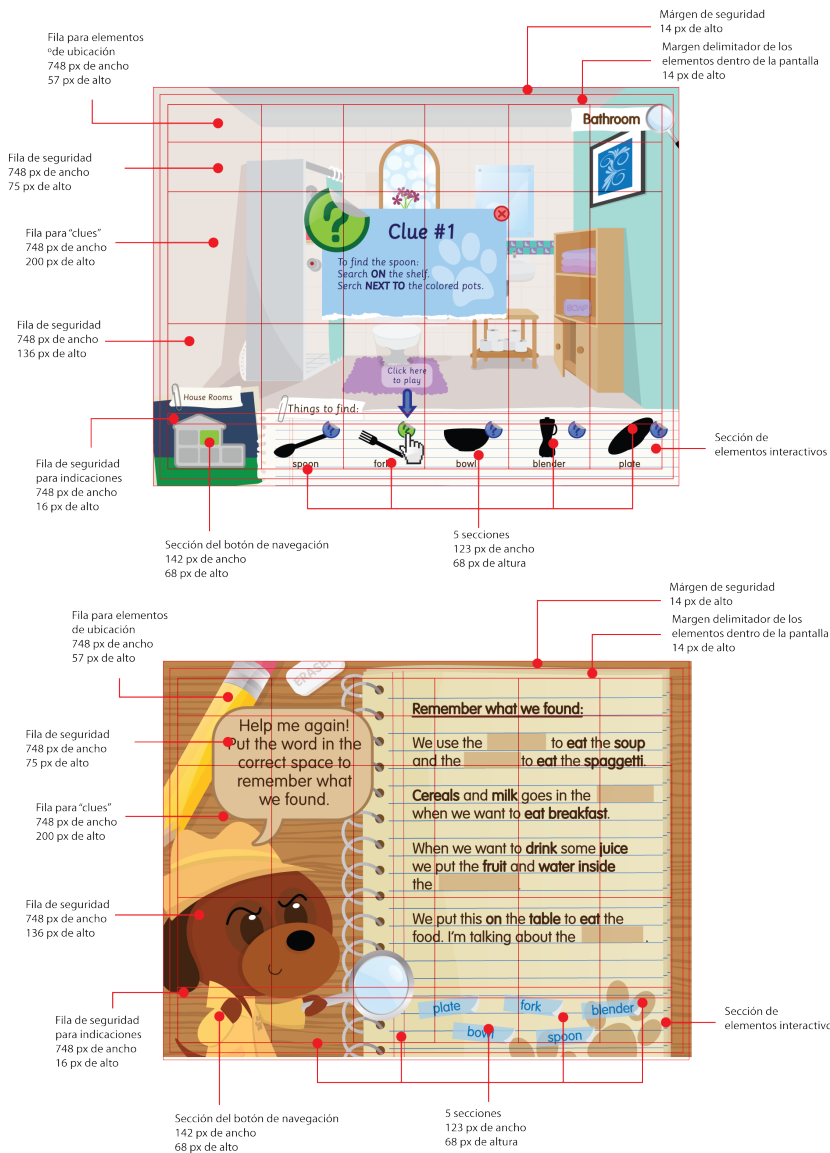 Márgen de seguridad
14 px de alto
Margen delimitador de los
elementos dentro de la pantalla
14 px de alto
Fila para elementos
ºde ubicación
748 px de ancho
57 px de alto
Fila de seguridad
748 px de ancho
75 px de alto
Fila para "clues"
748 px de ancho
200 px de alto
Fila de seguridad
748 px de ancho
136 px de alto
Fila de seguridad
para indicaciones
748 px de ancho
16 px de alto
Bathroom
Clue #1
To find the spoon:
Search ON the shelf.
Serch NEXT TO the colored pots.
SOAP
Click here
to play
House Rooms
Things to find:
spoon
fork
bowl
blender
plate
Sección de
elementos interactivos
Sección del botón de navegación
142 px de ancho
68 px de alto
5 secciones
123 px de ancho
68 px de altura
Márgen de seguridad
14 px de alto
Margen delimitador de los
elementos dentro de la pantalla
14 px de alto
Fila para elementos
de ubicación
748 px de ancho
57 px de alto
Fila de seguridad
748 px de ancho
75 px de alto
Fila para "clues"
748 px de ancho
200 px de alto
Fila de seguridad
748 px de ancho
136 px de alto
Fila de seguridad
para indicaciones
748 px de ancho
16 px de alto
ERASER
Help me again!
Put the word in the
correct space to
remember what
we found.
Remember what we found:
We use the to eat the soup
and the to eat the spaggetti.
Cereals and milk goes in the
when we want to eat breakfast.
When we want to drink some juice
we put the fruit and water inside
the .
We put this on the table to eat the
food. I'm talking about the .
plate
fork
blender
bowl
spoon
Sección de
elementos interactivo
Sección del botón de navegación
142 px de ancho
68 px de alto
5 secciones
123 px de ancho
68 px de altura